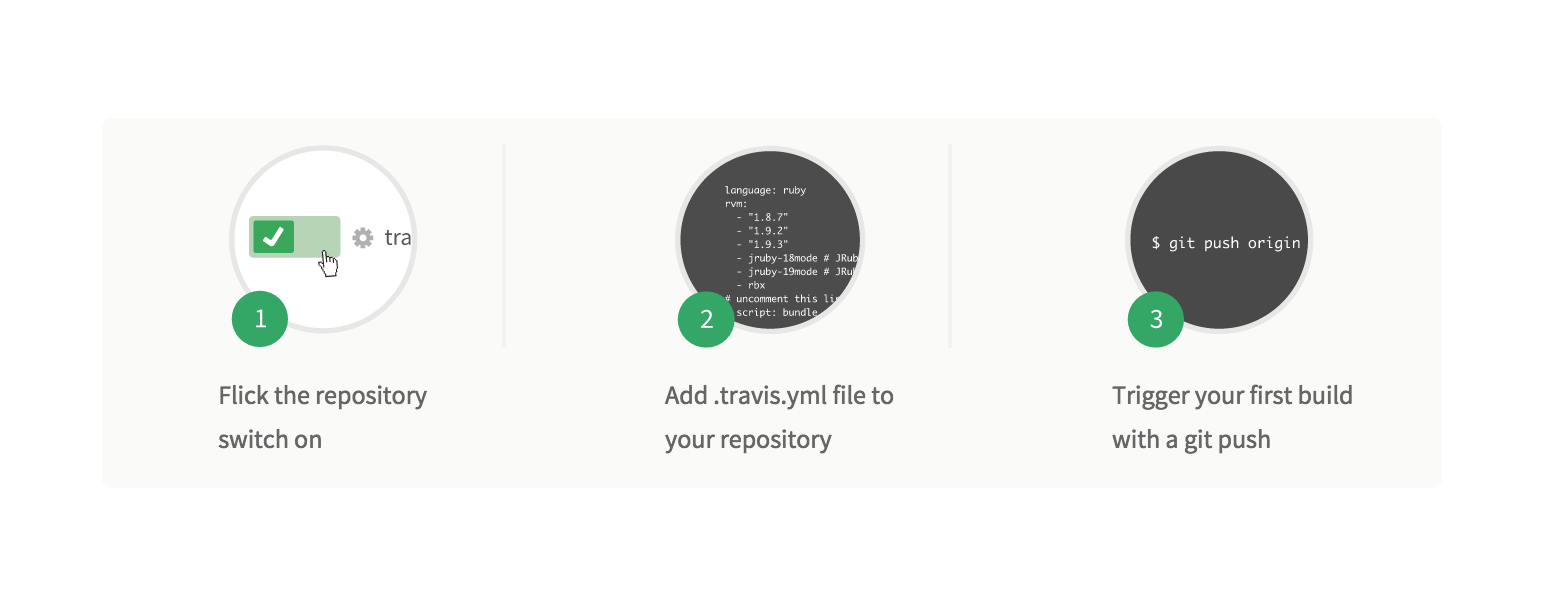 tra
1
Flick the repository
switch on
language: ruby
rvm:
- "1.8.7"
- "1.9.2"
- "1.9.3"
- jruby-18mode # JRub
- jruby-19mode # JRu
- rbx
# uncomment this li
script: bundle
2
Add .travis.yml file to
your repository
$ git push origin
3
Trigger your first build
with a git push